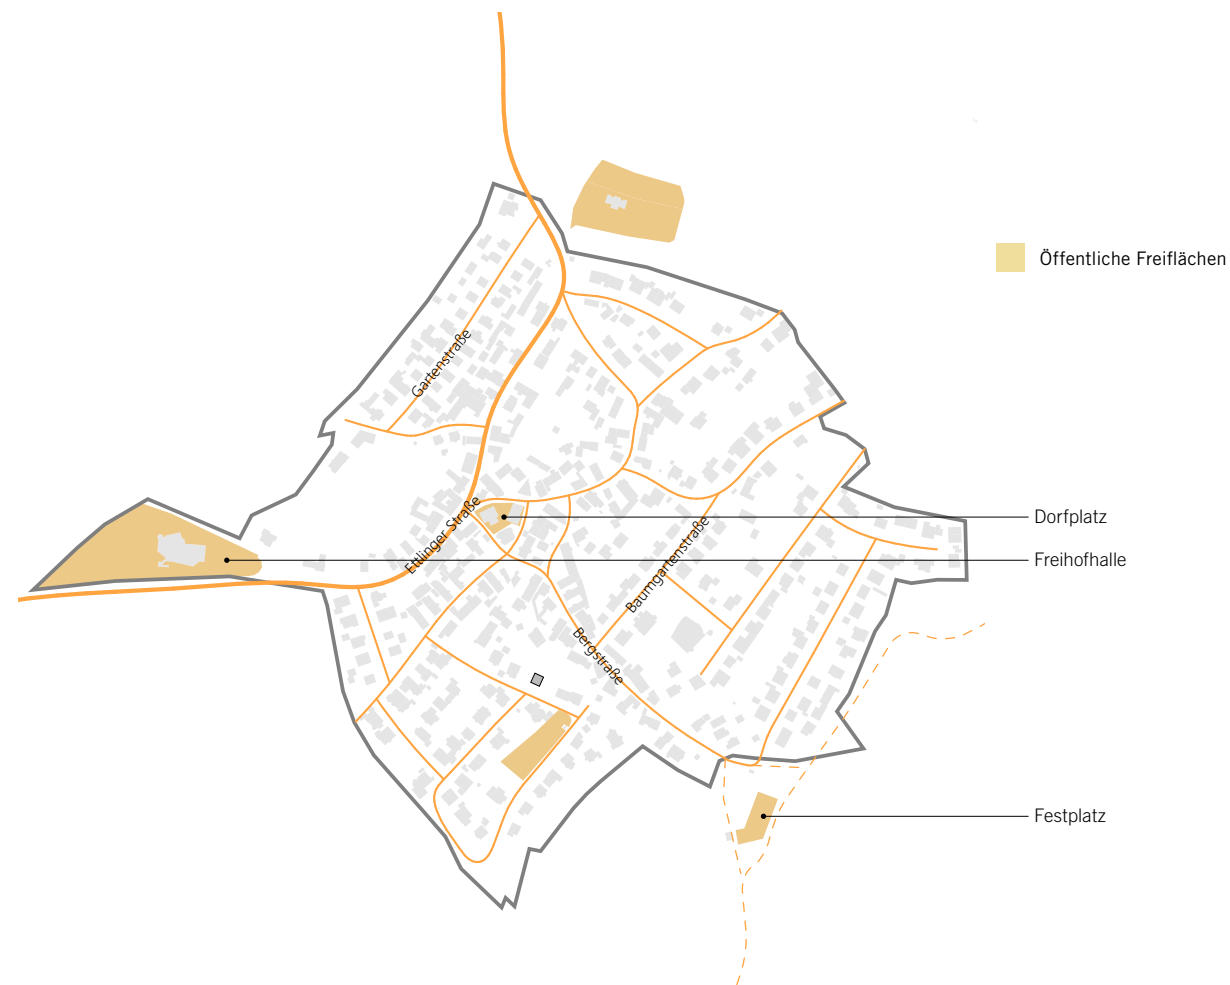 Öffentliche Freiflächen
Gartenstraße
Ettlinger Straße
Dorfplatz
Baumgartenstraße
Freihofhalle
Bergstraße
Festplatz